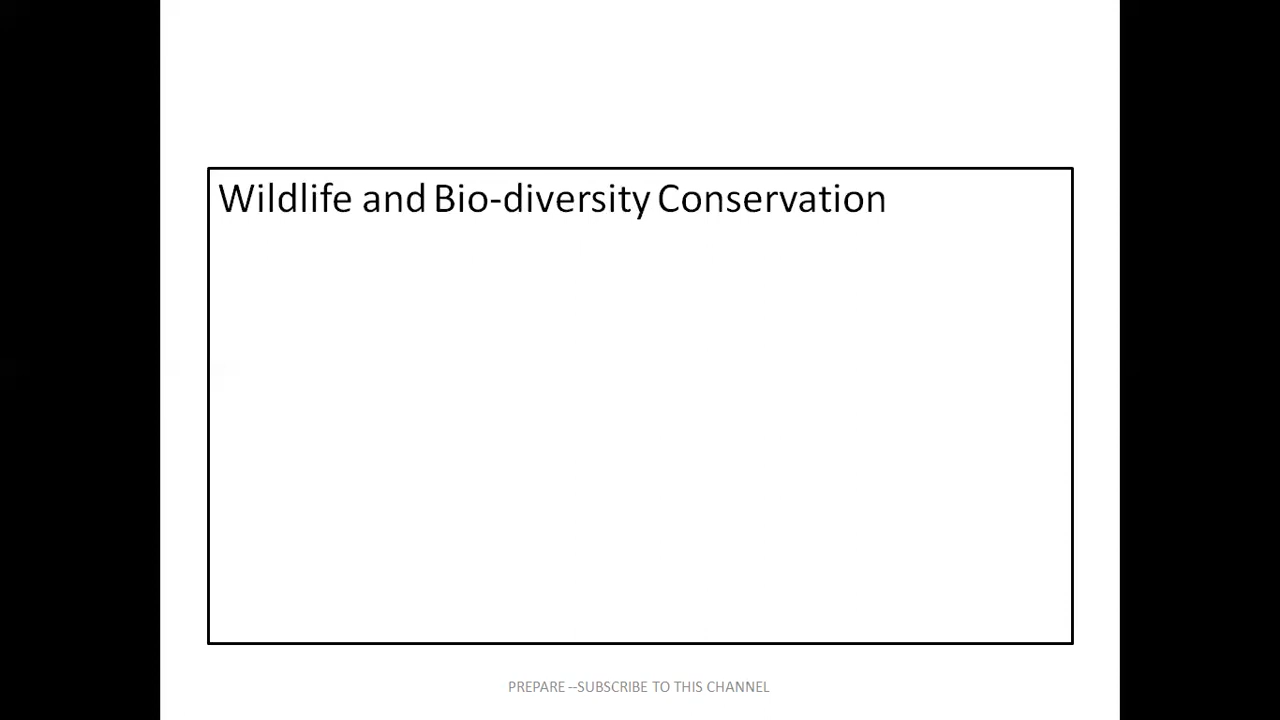 Wildlife and Bio-diversity Conservation
PREPARE --SUBSCRIBE TO THIS CHANNEL